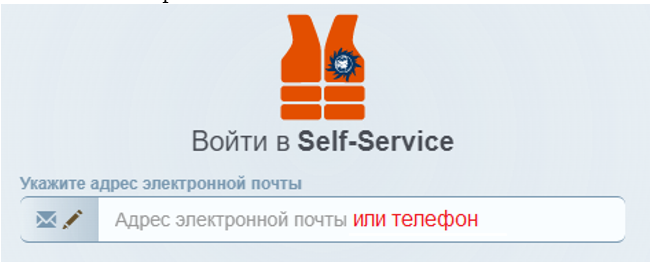 Войти в Self-Service
Укажите адрес электронной почты
Адрес электронной почты или телефон